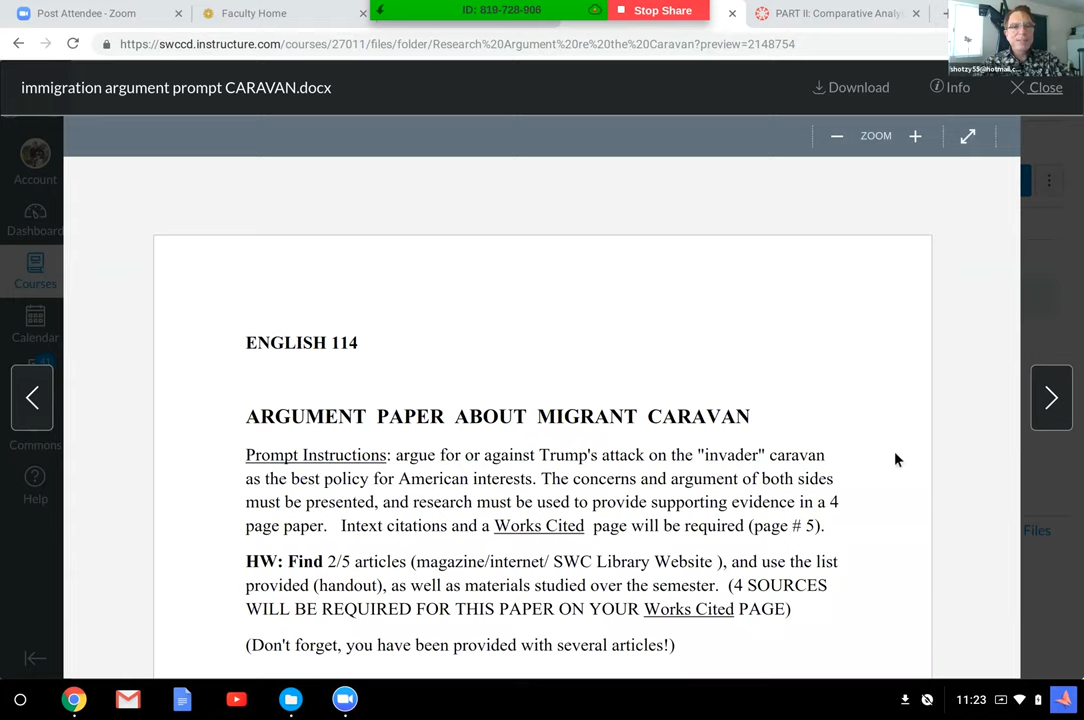 Post Attendee - Zoom
Faculty Home
ID: 819-728-906
Stop Share
PART II: Comparative Analy
https://swccd.instructure.com/courses/27011/files/folder/Research%20Argument%20re%20the%20Caravan?preview=2148754
shotzy55@hotmail.c...
immigration argument prompt CARAVAN.docx
Download
Info
Close
ZOOM
Account
Dashboard
Courses
Calendar
Commons
Help
Files
ENGLISH 114
ARGUMENT PAPER ABOUT MIGRANT CARAVAN
Prompt Instructions: argue for or against Trump's attack on the "invader" caravan
as the best policy for American interests. The concerns and argument of both sides
must be presented, and research must be used to provide supporting evidence in a 4
page paper. Intext citations and a Works Cited page will be required (page # 5).
HW: Find 2/5 articles (magazine/internet/ SWC Library Website ), and use the list
provided (handout), as well as materials studied over the semester. (4 SOURCES
WILL BE REQUIRED FOR THIS PAPER ON YOUR Works Cited PAGE)
(Don't forget, you have been provided with several articles!)
11:23